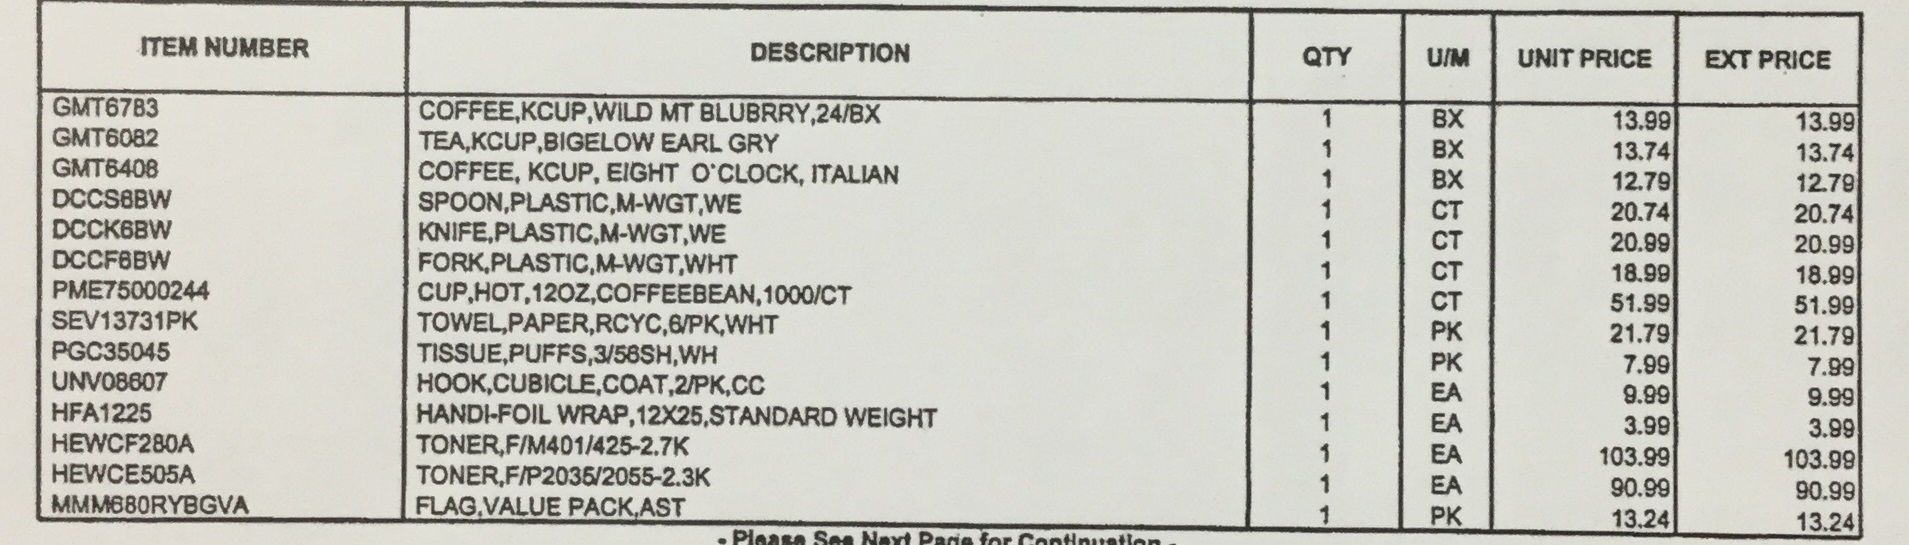 ITEM NUMBER DESCRIPTION QTY U/M UNIT PRICE EXT PRICE
GMT6783 COFFEE,KCUP,WILD MT BLUBRRY,24/BX 1 BX 13.99 13.99
GMT6082 TEA,KCUP,BIGELOW EARL GRY 1 BX 13.74 13.74
GMT6408 COFFEE, KCUP, EIGHT O'CLOCK, ITALIAN 1 BX 12.79 12.79
DCCS6BW SPOON,PLASTIC,M-WGT,WE 1 CT 20.74 20.74
DCCK6BW KNIFE,PLASTIC,M-WGT,WE 1 CT 20.99 20.99
DCCF6BW FORK,PLASTIC,M-WGT,WHT 1 CT 18.99 18.99
PME75000244 CUP,HOT,12OZ,COFFEEBEAN,1000/CT 1 CT 51.99 51.99
SEV13731PK TOWEL,PAPER,RCYC,6/PK,WHT 1 PK 21.79 21.79
PGC35045 TISSUE,PUFFS,3/56SH,WH 1 PK 7.99 7.99
UNV08607 HOOK,CUBICLE,COAT,2/PK,CC 1 EA 9.99 9.99
HFA1225 HANDI-FOIL WRAP,12X25,STANDARD WEIGHT 1 EA 3.99 3.99
HEWCF280A TONER,F/M401/425-2.7K 1 EA 103.99 103.99
HEWCE505A TONER,F/P2035/2055-2.3K 1 EA 90.99 90.99
MMM680RYBGVA FLAG,VALUE PACK,AST 1 PK 13.24 13.24
- Please See Next Page for Continuation -